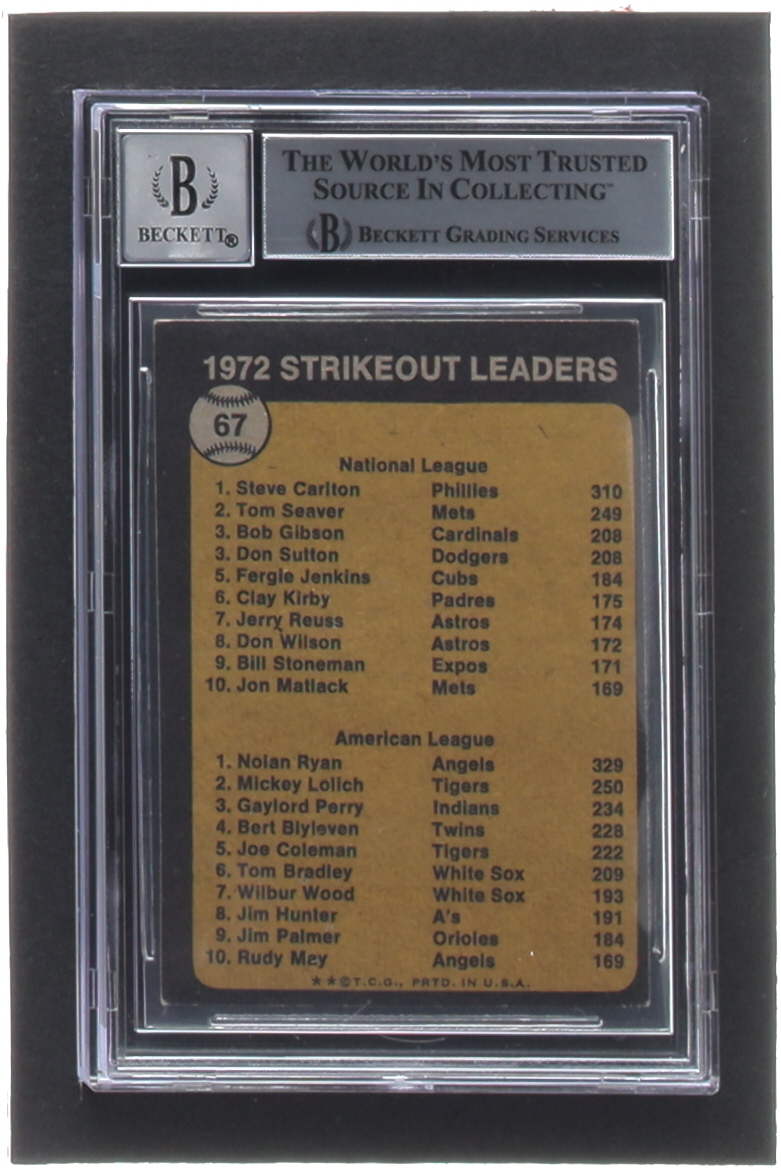 THE WORLD'S MOST TRUSTED
SOURCE IN COLLECTING™
B
BECKETT®
B BECKETT GRADING SERVICES
1972 STRIKEOUT LEADERS
67
National League
1. Steve Carlton Phillies 310
2. Tom Seaver Mets 249
3. Bob Gibson Cardinals 208
3. Don Sutton Dodgers 208
5. Fergie Jenkins Cubs 184
6. Clay Kirby Padres 175
7. Jerry Reuss Astros 174
8. Don Wilson Astros 172
9. Bill Stoneman Expos 171
10. Jon Matlack Mets 169
American League
1. Nolan Ryan Angels 329
2. Mickey Lolich Tigers 250
3. Gaylord Perry Indians 234
4. Bert Blyleven Twins 228
5. Joe Coleman Tigers 222
6. Tom Bradley White Sox 209
7. Wilbur Wood White Sox 193
8. Jim Hunter A's 191
9. Jim Palmer Orioles 184
10. Rudy May Angels 169
★★©T.C.G., PRTD. IN U.S.A.